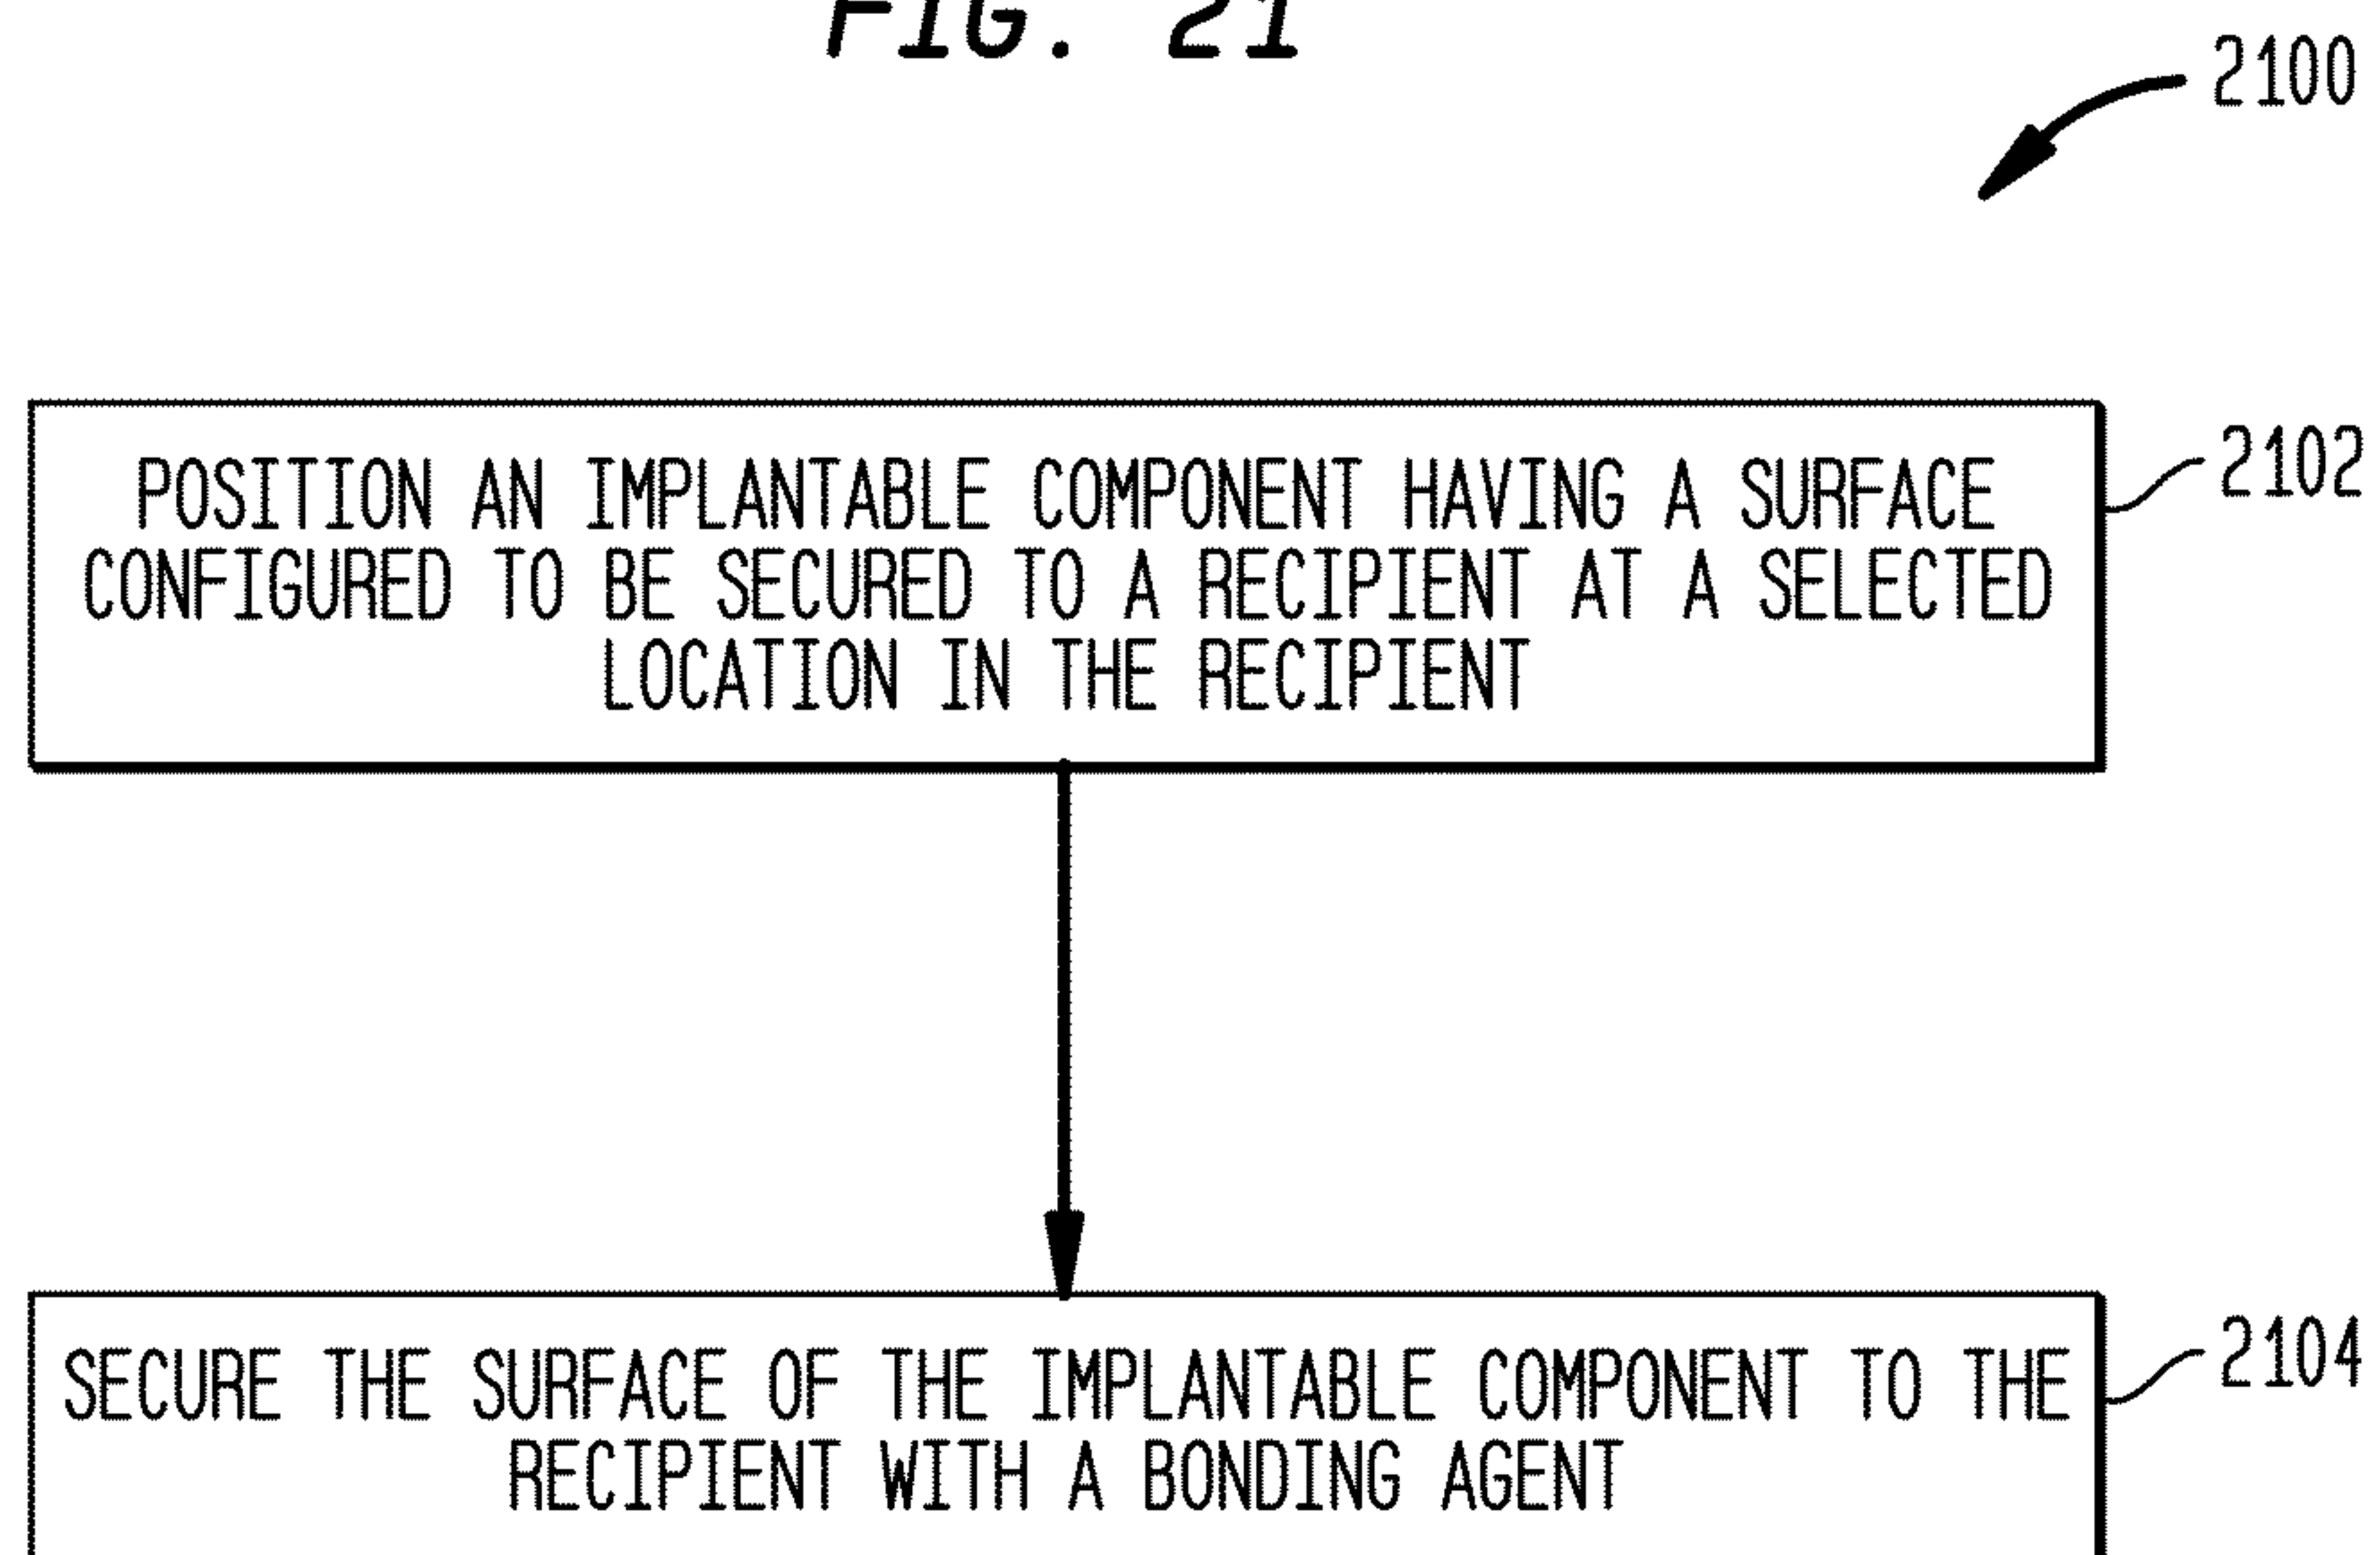 FIG. 21
2100
POSITION AN IMPLANTABLE COMPONENT HAVING A SURFACE
CONFIGURED TO BE SECURED TO A RECIPIENT AT A SELECTED
LOCATION IN THE RECIPIENT
2102
SECURE THE SURFACE OF THE IMPLANTABLE COMPONENT TO THE
RECIPIENT WITH A BONDING AGENT
2104